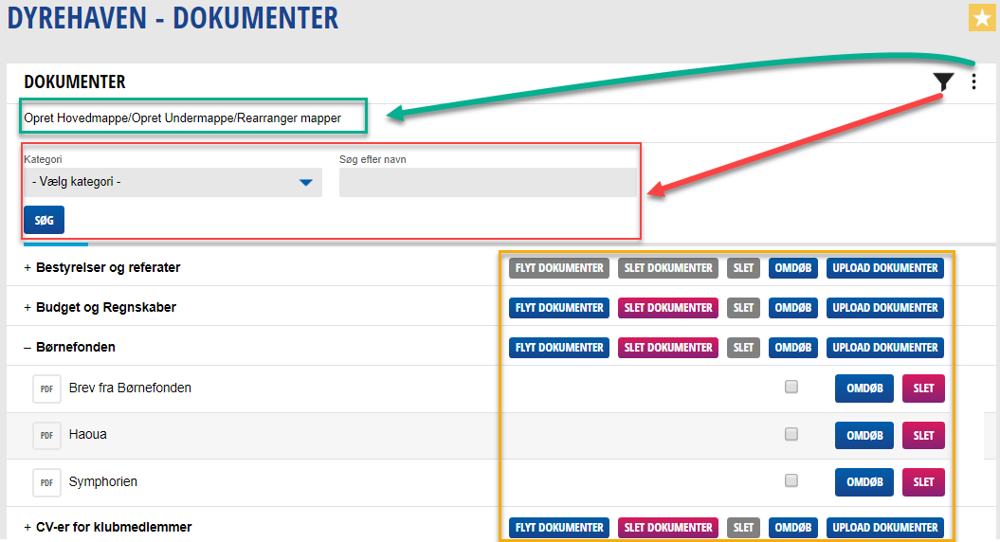 DYREHAVEN - DOKUMENTER
DOKUMENTER
Opret Hovedmappe/Opret Undermappe/Rearranger mapper
Kategori Søg efter navn
- Vælg kategori -
SØG
+ Bestyrelser og referater FLYT DOKUMENTER SLET DOKUMENTER SLET OMDØB UPLOAD DOKUMENTER
+ Budget og Regnskaber FLYT DOKUMENTER SLET DOKUMENTER SLET OMDØB UPLOAD DOKUMENTER
– Børnefonden FLYT DOKUMENTER SLET DOKUMENTER SLET OMDØB UPLOAD DOKUMENTER
PDF Brev fra Børnefonden OMDØB SLET
PDF Haoua OMDØB SLET
PDF Symphorien OMDØB SLET
+ CV-er for klubmedlemmer FLYT DOKUMENTER SLET DOKUMENTER SLET OMDØB UPLOAD DOKUMENTER